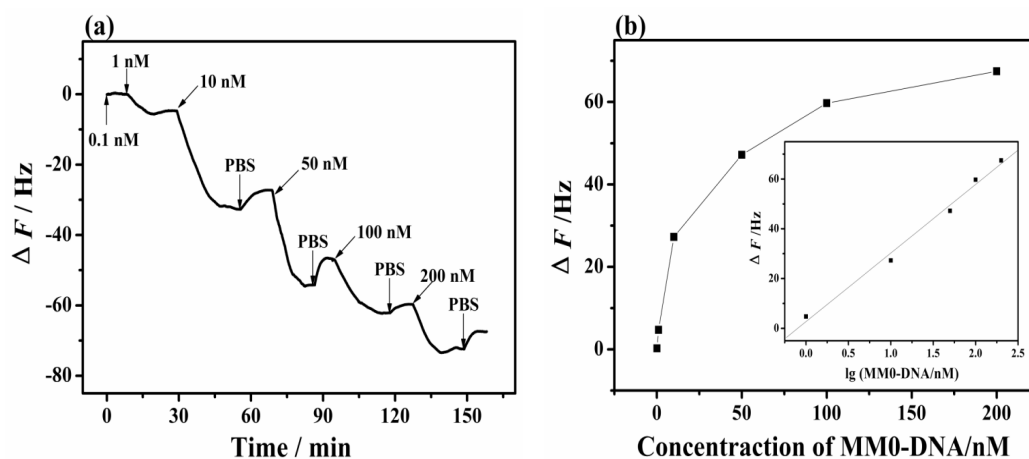 (a)
1 nM
10 nM
0
0.1 nM
-20
PBS
50 nM
-40
PBS
100 nM
PBS
200 nM
PBS
-60
-80
Δ F / Hz
0 30 60 90 120 150
Time / min
(b)
60
40
20
0
Δ F /Hz
0 50 100 150 200
Concentraction of MM0-DNA/nM
60
40
20
0
Δ F /Hz
0.0 0.5 1.0 1.5 2.0 2.5
lg (MM0-DNA/nM)